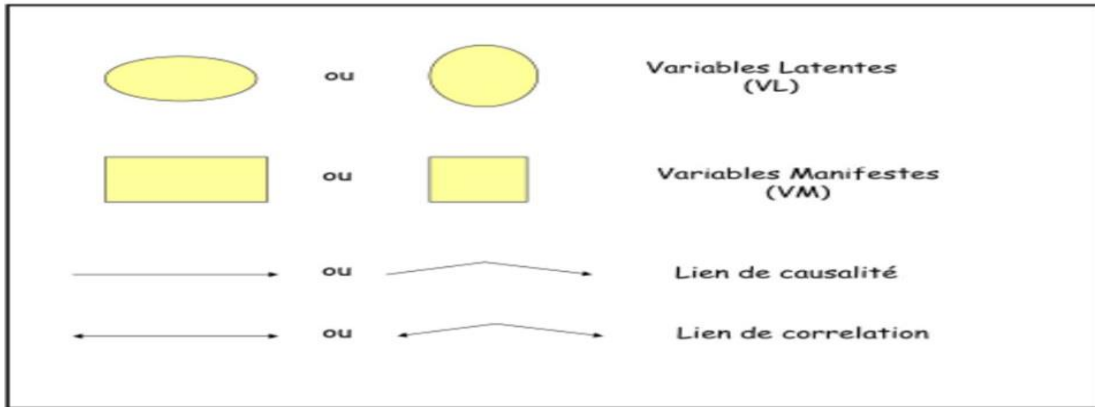 ou Variables Latentes
(VL)
ou Variables Manifestes
(VM)
ou Lien de causalité
ou Lien de correlation